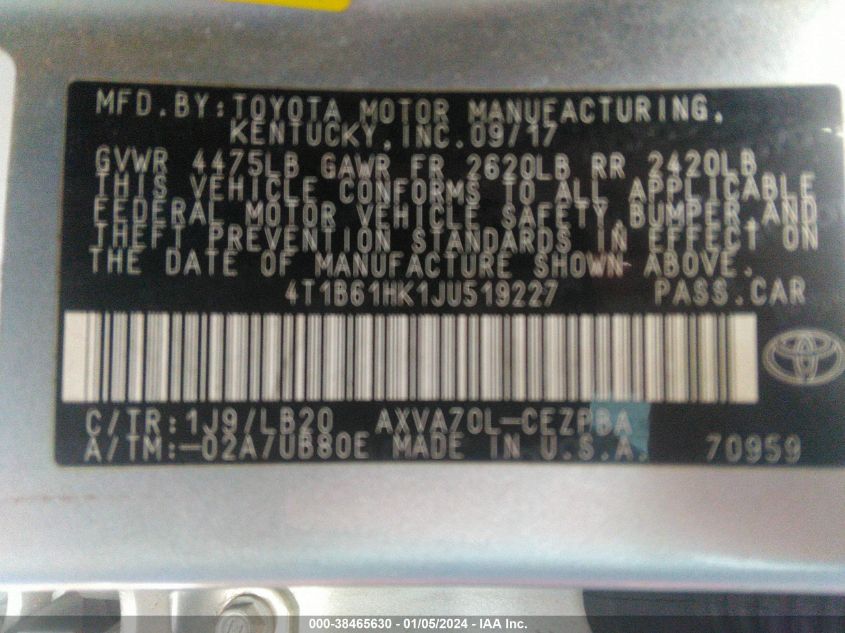 MFD.BY:TOYOTA MOTOR MANUFACTURING,
KENTUCKY,INC.09/17
GVWR 4475LB GAWR FR 2620LB RR 2420LB
THIS VEHICLE CONFORMS TO ALL APPLICABLE
FEDERAL MOTOR VEHICLE SAFETY,BUMPER,AND
THEFT PREVENTION STANDARDS IN EFFECT ON
THE DATE OF MANUFACTURE SHOWN ABOVE.
4T1B61HK1JU519227 PASS.CAR
C/TR:1J9/LB20 AXVA70L-CEZPBA
A/TM:-02A/UB80E MADE IN U.S.A. 70959
000-38465630 - 01/05/2024 - IAA Inc.